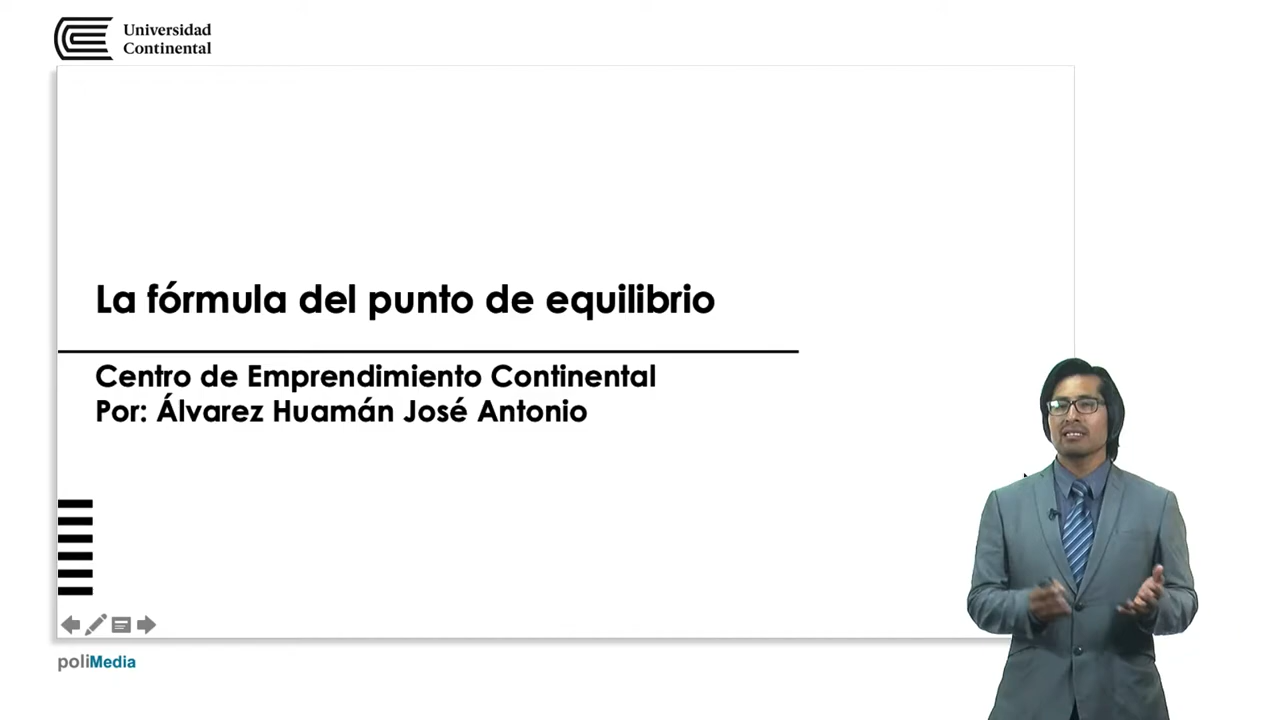 Universidad
Continental
La fórmula del punto de equilibrio
Centro de Emprendimiento Continental
Por: Álvarez Huamán José Antonio
poliMedia